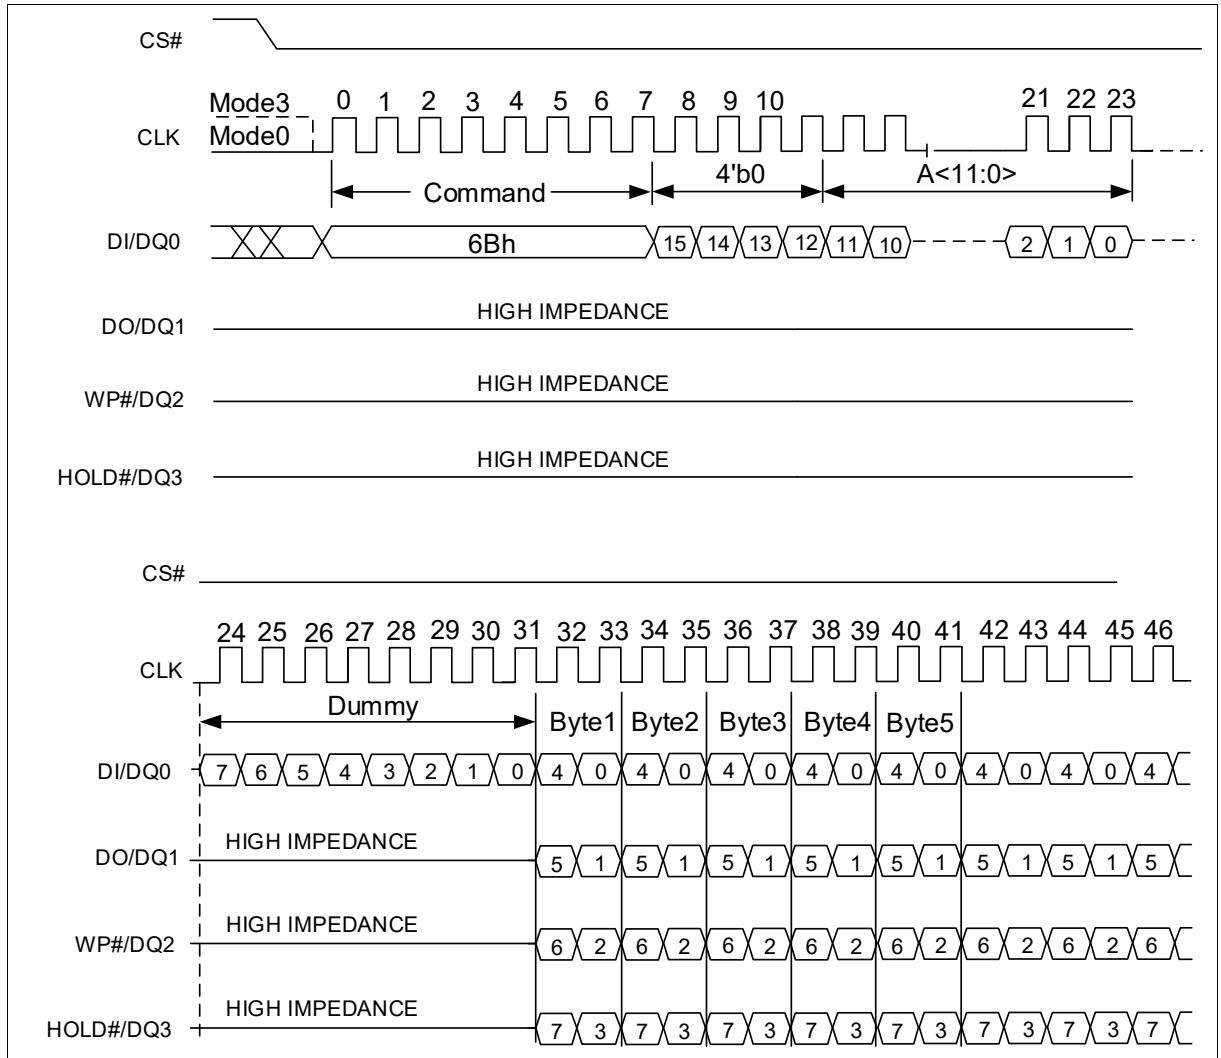 CS#
Mode3 0 1 2 3 4 5 6 7 8 9 10 21 22 23
CLK Mode0
Command 4'b0 A<11:0>
DI/DQ0 6Bh 15 14 13 12 11 10 2 1 0
HIGH IMPEDANCE
DO/DQ1
HIGH IMPEDANCE
WP#/DQ2
HIGH IMPEDANCE
HOLD#/DQ3
CS#
24 25 26 27 28 29 30 31 32 33 34 35 36 37 38 39 40 41 42 43 44 45 46
CLK
Dummy Byte1 Byte2 Byte3 Byte4 Byte5
DI/DQ0 7 6 5 4 3 2 1 0 4 0 4 0 4 0 4 0 4 0 4 0 4 0 4
HIGH IMPEDANCE
DO/DQ1 5 1 5 1 5 1 5 1 5 1 5 1 5 1 5
HIGH IMPEDANCE
WP#/DQ2 6 2 6 2 6 2 6 2 6 2 6 2 6 2 6
HIGH IMPEDANCE
HOLD#/DQ3 7 3 7 3 7 3 7 3 7 3 7 3 7 3 7